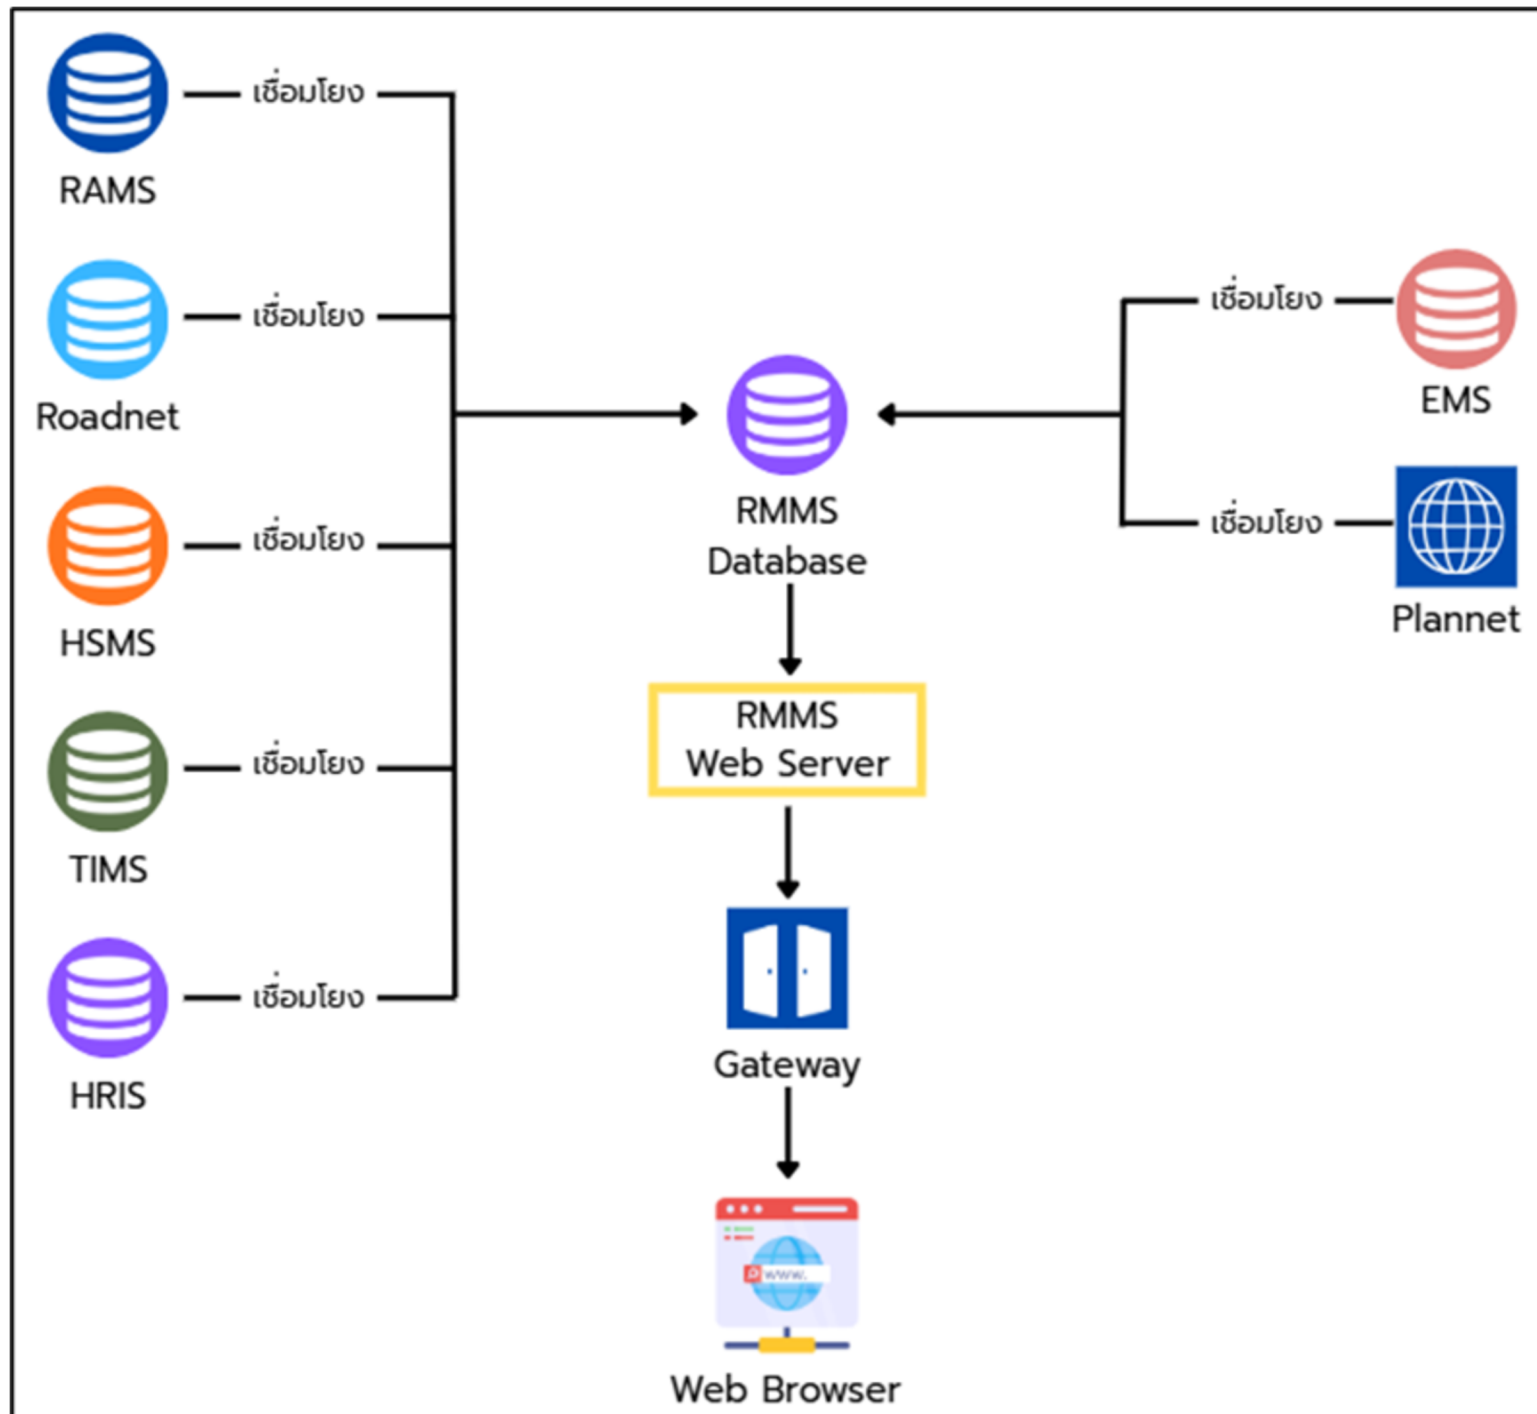 เชื่อมโยง
RAMS
เชื่อมโยง
Roadnet
เชื่อมโยง
HSMS
เชื่อมโยง
TIMS
เชื่อมโยง
HRIS
RMMS
Database
RMMS
Web Server
Gateway
www.
Web Browser
เชื่อมโยง
EMS
เชื่อมโยง
Plannet